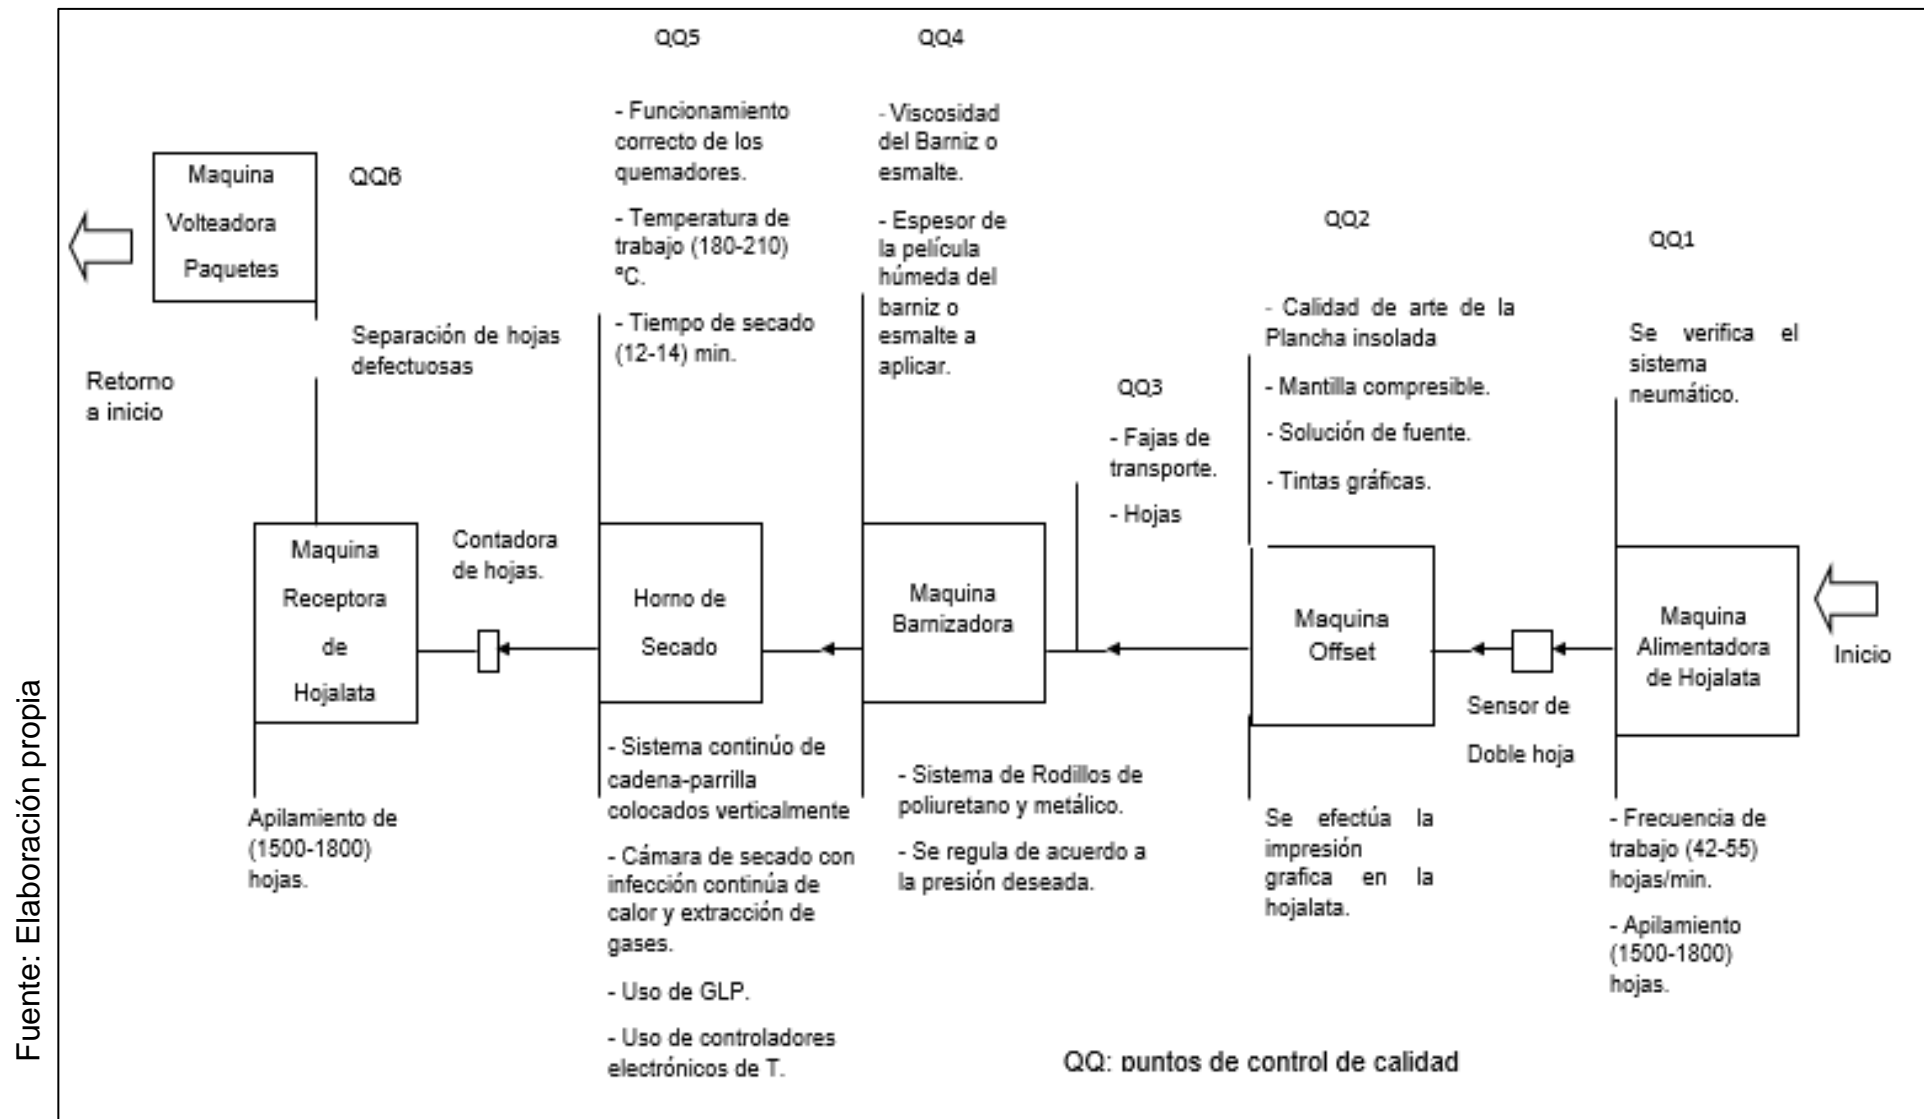 QQ5
QQ4
- Funcionamiento
correcto de los
quemadores.
- Temperatura de
trabajo (180-210)
ºC.
- Tiempo de secado
(12-14) min.
- Viscosidad
del Barniz o
esmalte.
- Espesor de
la película
húmeda del
barniz o
esmalte a
aplicar.
Maquina
Volteadora
Paquetes
QQ6
Separación de hojas
defectuosas
Retorno
a inicio
QQ2
- Calidad de arte de la
Plancha insolada
- Mantilla compresible.
- Solución de fuente.
- Tintas gráficas.
QQ1
Se verifica el
sistema
neumático.
QQ3
- Fajas de
transporte.
- Hojas
Maquina
Receptora
de
Hojalata
Contadora
de hojas.
Horno de
Secado
Maquina
Barnizadora
Maquina
Offset
Maquina
Alimentadora
de Hojalata
Inicio
Sensor de
Doble hoja
Apilamiento de
(1500-1800)
hojas.
- Sistema continúo de
cadena-parrilla
colocados verticalmente
- Cámara de secado con
infección continúa de
calor y extracción de
gases.
- Uso de GLP.
- Uso de controladores
electrónicos de T.
- Sistema de Rodillos de
poliuretano y metálico.
- Se regula de acuerdo a
la presión deseada.
Se efectúa la
impresión
grafica en la
hojalata.
- Frecuencia de
trabajo (42-55)
hojas/min.
- Apilamiento
(1500-1800)
hojas.
QQ: puntos de control de calidad
Fuente: Elaboración propia